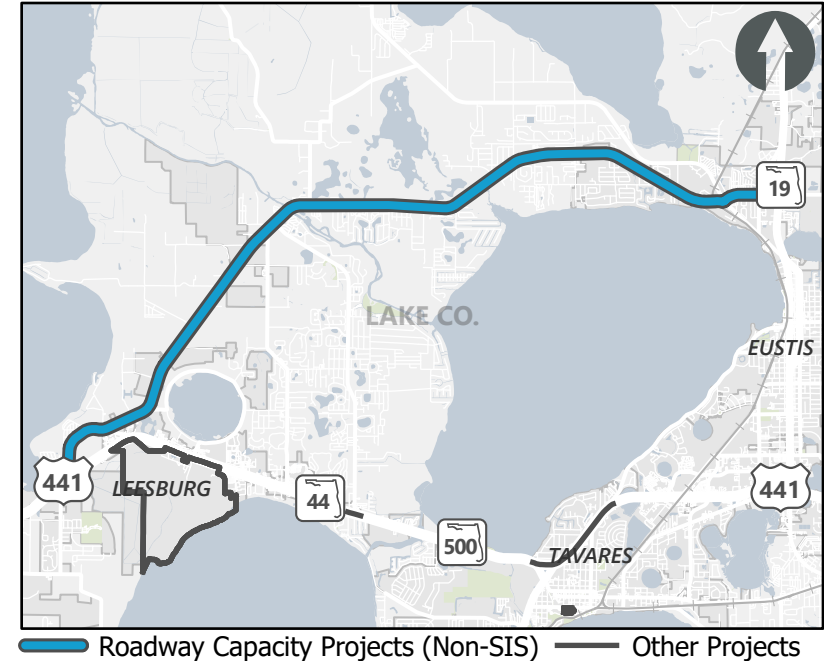 19
LAKE CO.
EUSTIS
441
LEESBURG
44
441
500
TAVARES
Roadway Capacity Projects (Non-SIS)
Other Projects